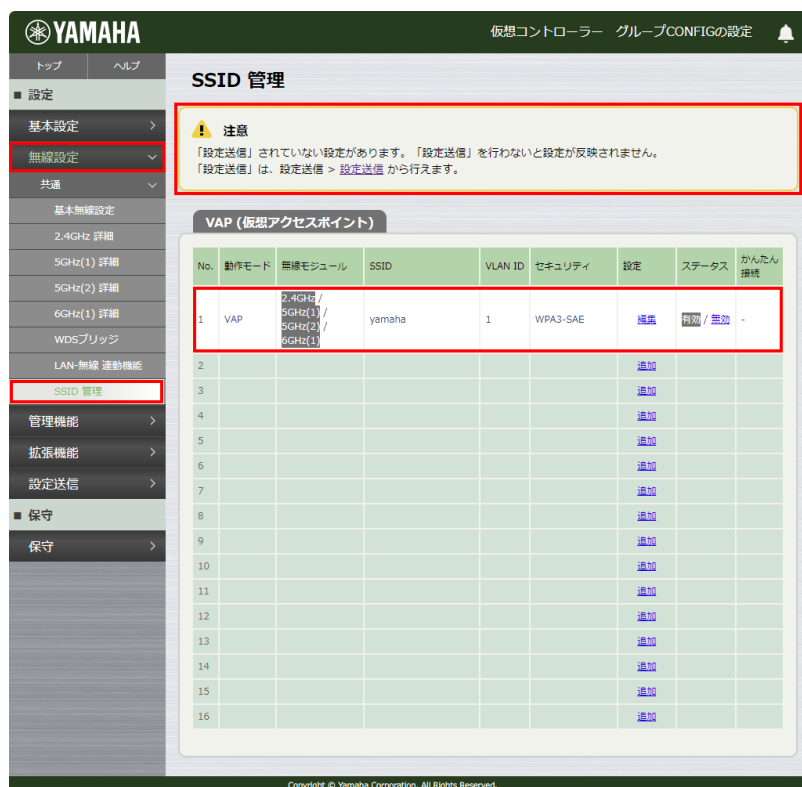 YAMAHA
仮想コントローラー グループCONFIGの設定
トップ ヘルプ
■ 設定
基本設定
無線設定
共通
基本無線設定
2.4GHz 詳細
5GHz(1) 詳細
5GHz(2) 詳細
6GHz(1) 詳細
WDSブリッジ
LAN-無線 連動機能
SSID 管理
管理機能
拡張機能
設定送信
■ 保守
保守
SSID 管理
注意
「設定送信」されていない設定があります。「設定送信」を行わないと設定が反映されません。
「設定送信」は、設定送信 > 設定送信 から行えます。
VAP (仮想アクセスポイント)
No. 動作モード 無線モジュール SSID VLAN ID セキュリティ 設定 ステータス かんたん接続
1 VAP 2.4GHz / 5GHz(1) / 5GHz(2) / 6GHz(1) yamaha 1 WPA3-SAE 編集 有効 / 無効 -
2 追加
3 追加
4 追加
5 追加
6 追加
7 追加
8 追加
9 追加
10 追加
11 追加
12 追加
13 追加
14 追加
15 追加
16 追加
Copyright © Yamaha Corporation. All Rights Reserved.